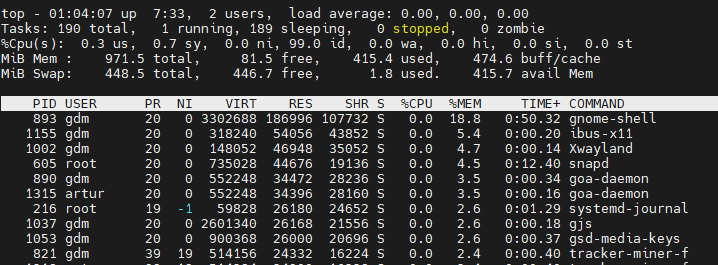 top - 01:04:07 up  7:33,  2 users,  load average: 0.00, 0.00, 0.00
Tasks: 190 total,   1 running, 189 sleeping,   0 stopped,   0 zombie
%Cpu(s):  0.3 us,  0.7 sy,  0.0 ni, 99.0 id,  0.0 wa,  0.0 hi,  0.0 si,  0.0 st
MiB Mem :    971.5 total,     81.5 free,    415.4 used,    474.6 buff/cache
MiB Swap:    448.5 total,    446.7 free,      1.8 used.    415.7 avail Mem
PID USER      PR  NI    VIRT    RES    SHR S  %CPU  %MEM     TIME+ COMMAND
893 gdm       20   0 3302688 186996 107732 S   0.0  18.8   0:50.32 gnome-shell
1155 gdm       20   0  318240  54056  43852 S   0.0   5.4   0:00.20 ibus-x11
1002 gdm       20   0  148052  46948  35052 S   0.0   4.7   0:00.14 Xwayland
605 root      20   0  735028  44676  19136 S   0.0   4.5   0:12.40 snapd
890 gdm       20   0  552248  34472  28236 S   0.0   3.5   0:00.34 goa-daemon
1315 artur     20   0  552248  34396  28160 S   0.0   3.5   0:00.16 goa-daemon
216 root      19  -1   59828  26180  24652 S   0.0   2.6   0:01.29 systemd-journal
1037 gdm       20   0 2601340  26168  21556 S   0.0   2.6   0:00.18 gjs
1053 gdm       20   0  900368  26000  20696 S   0.0   2.6   0:00.37 gsd-media-keys
821 gdm       39  19  514156  24332  16224 S   0.0   2.4   0:00.40 tracker-miner-f